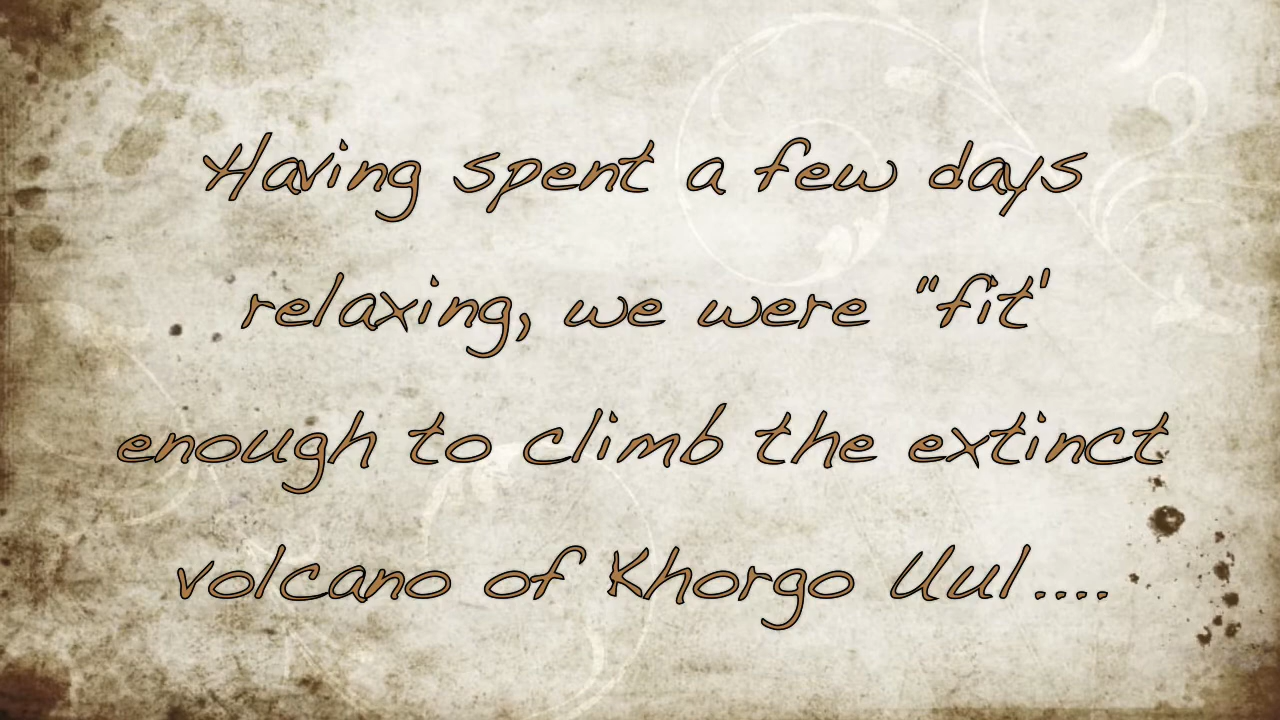 Having spent a few days
relaxing, we were "fit'
enough to climb the extinct
volcano of Khorgo Uul....